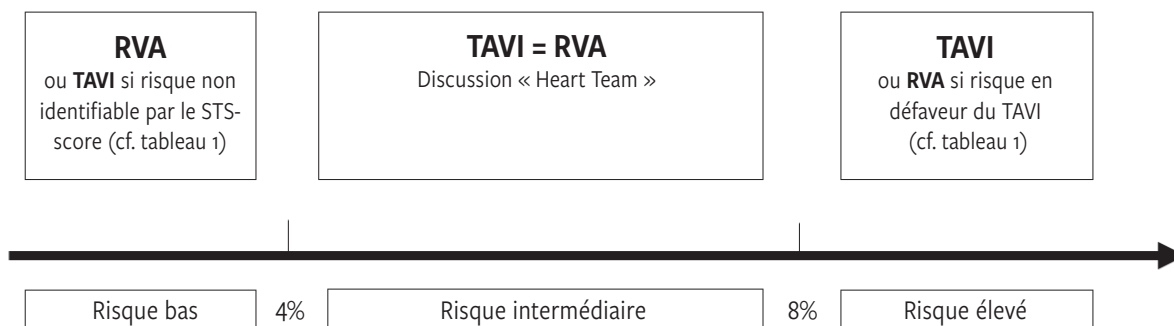 RVA
ou TAVI si risque non
identifiable par le STS-
score (cf. tableau 1)
TAVI = RVA
Discussion « Heart Team »
TAVI
ou RVA si risque en
défaveur du TAVI
(cf. tableau 1)
Risque bas
4%
Risque intermédiaire
8%
Risque élevé